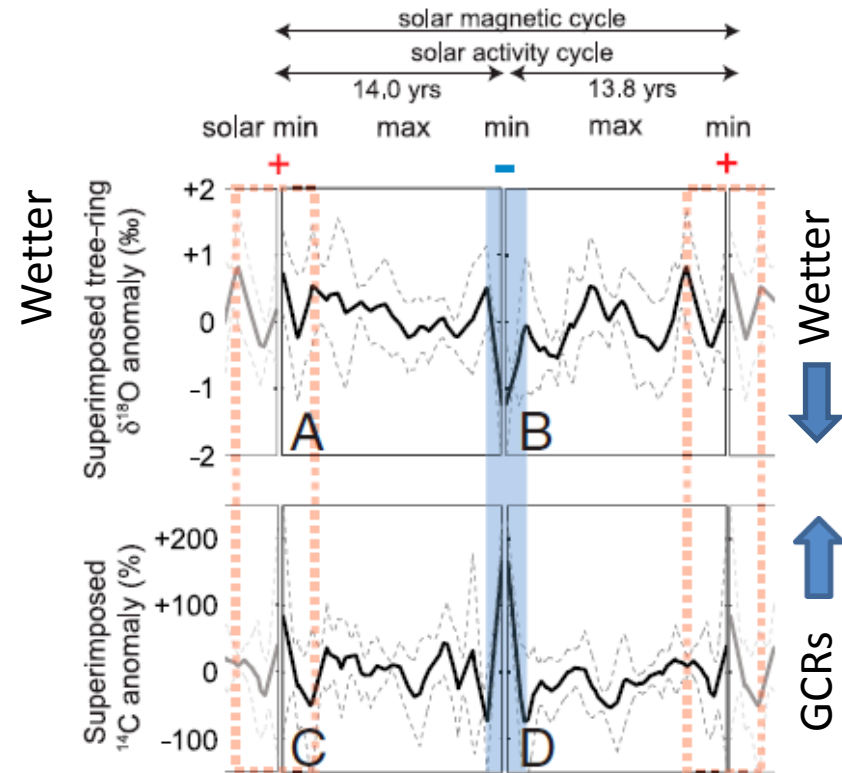 solar magnetic cycle
solar activity cycle
14.0 yrs
13.8 yrs
solar min
max
min
max
min
+
-
+
Wetter
Superimposed tree-ring
δ¹⁸O anomaly (‰)
+2
+1
0
-1
-2
A
B
Wetter
Superimposed
¹⁴C anomaly (%)
+200
+100
0
-100
C
D
GCRs